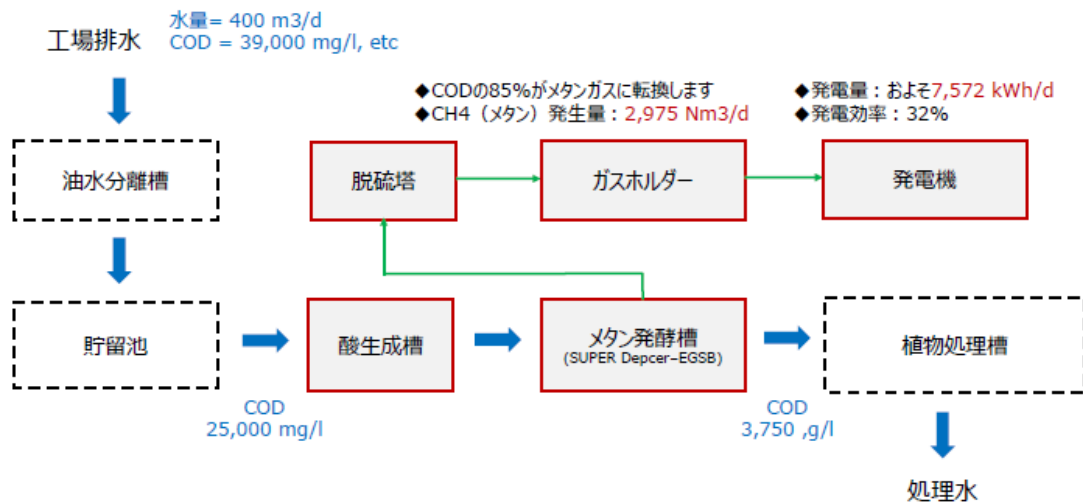 工場排水
水量= 400 m3/d
COD = 39,000 mg/l, etc
◆CODの85%がメタンガスに転換します
◆CH4（メタン）発生量：2,975 Nm3/d
◆発電量：およそ7,572 kWh/d
◆発電効率：32%
油水分離槽
脱硫塔
ガスホルダー
発電機
貯留池
酸生成槽
メタン発酵槽
(SUPER Depcer–EGSB)
植物処理槽
COD
25,000 mg/l
COD
3,750 ,g/l
処理水